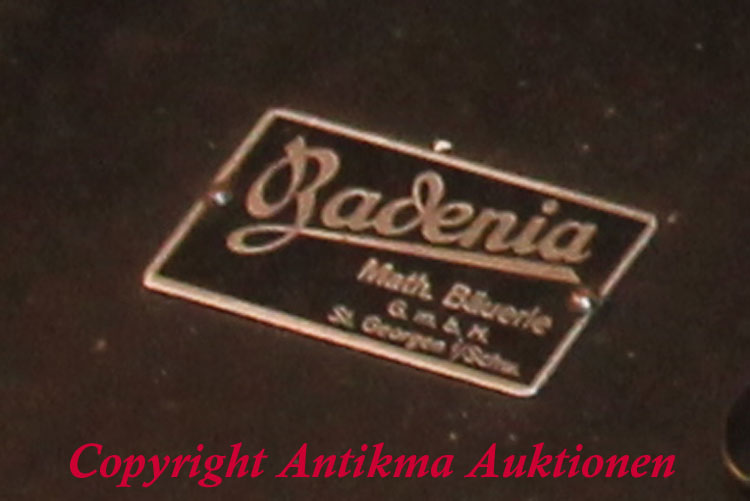 Badenia
Math. Bäuerle
G. m. b. H.
St. Georgen i/Schw.
Copyright Antikma Auktionen